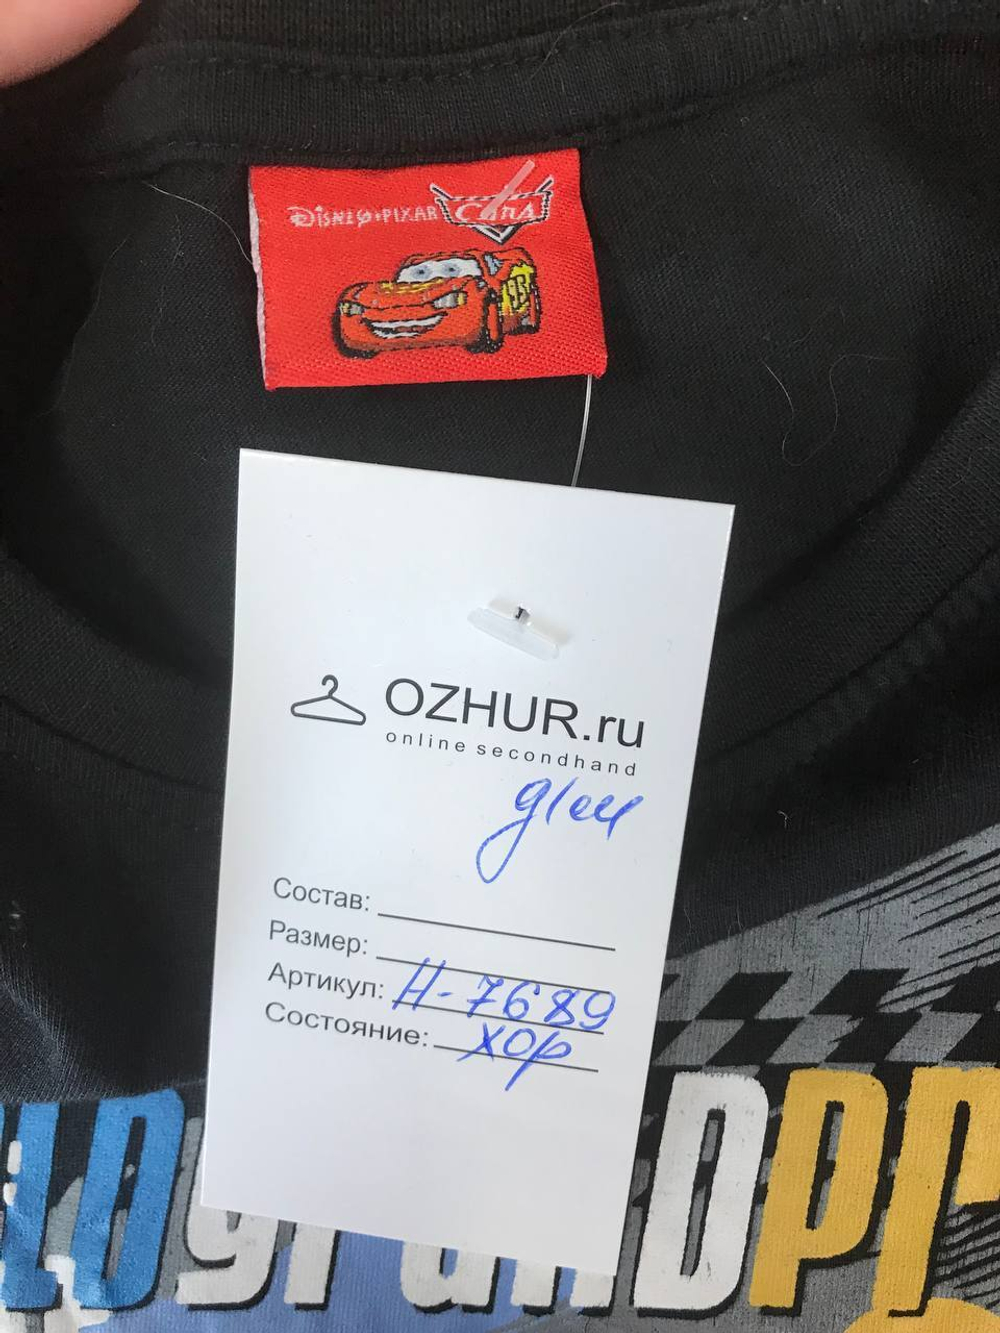 DISNEP•PIXAR CARS
OZHUR.ru
online secondhand
Состав:
Размер:
Артикул: Н-7689
Состояние: хор